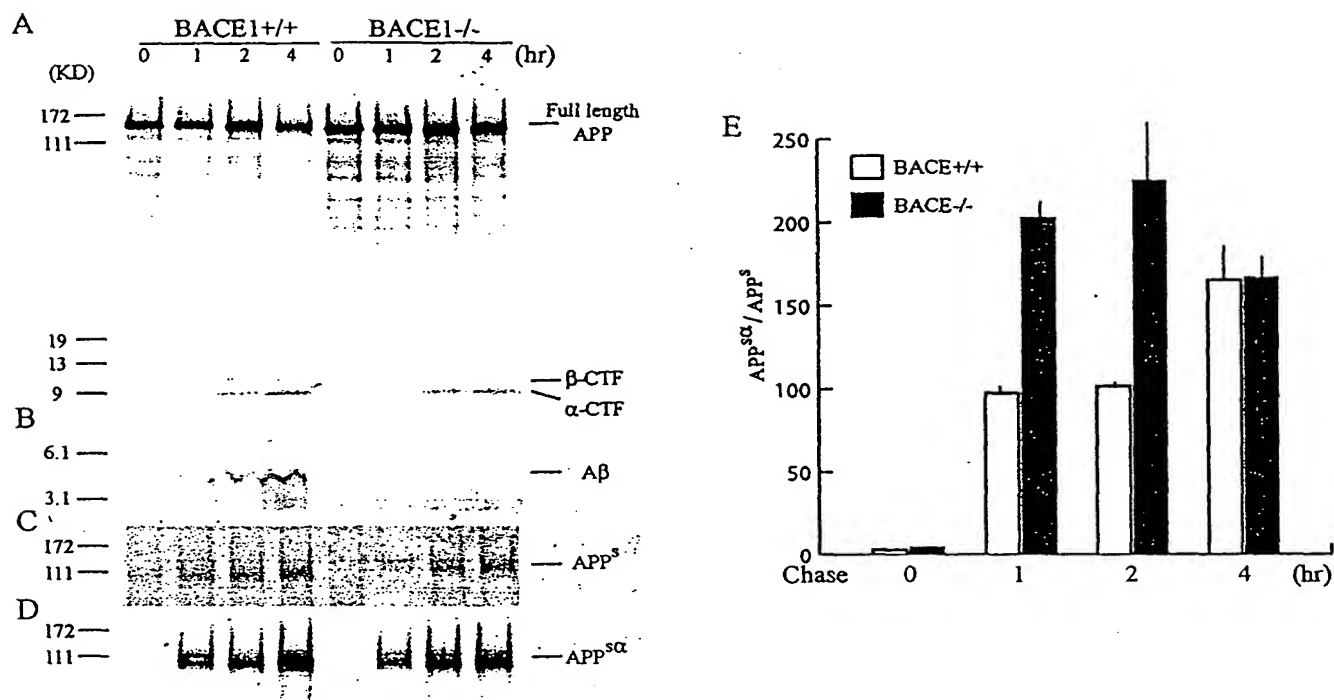 A
BACE1+/+ BACE1-/-
0 1 2 4 0 1 2 4 (hr)
(KD)
172
111
Full length
APP
19
13
9
β-CTF
α-CTF
B
6.1
3.1
Aβ
C
172
111
APPˢ
D
172
111
APPˢᵅ
E
250
200
150
100
50
0
APPˢᵅ/APPˢ
BACE+/+
BACE-/-
Chase 0 1 2 4 (hr)